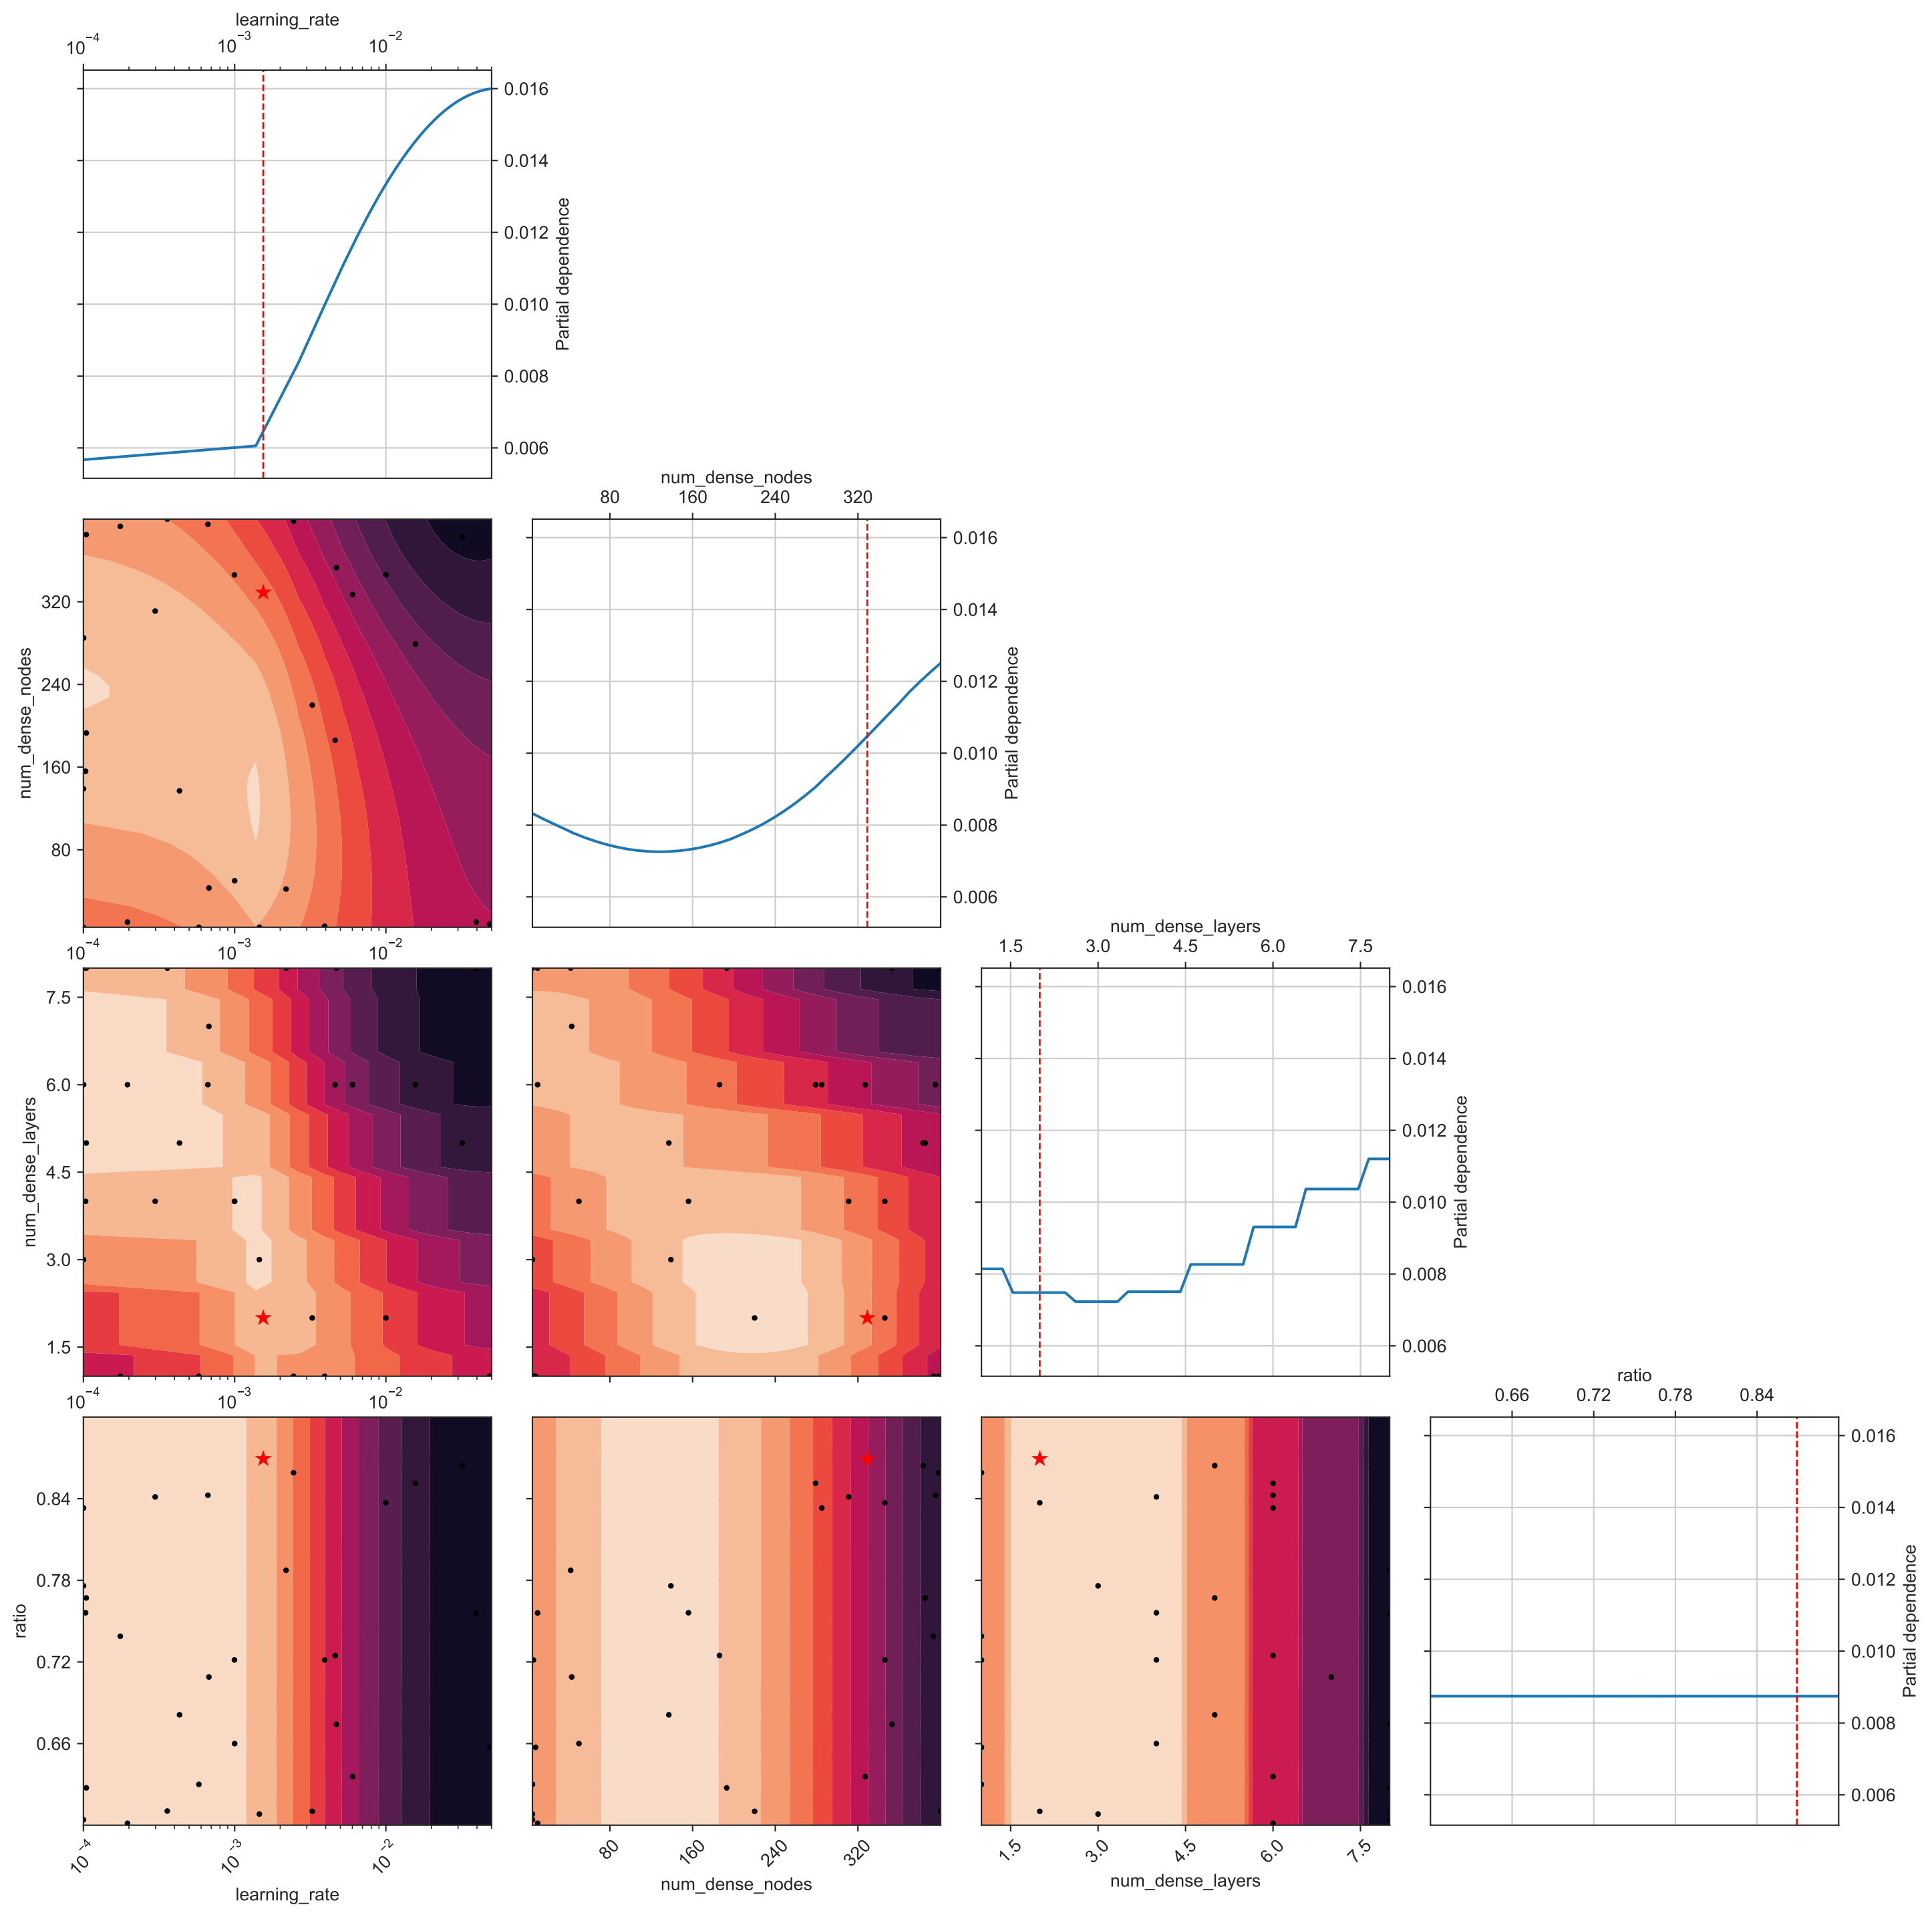 learning_rate
10⁻⁴ 10⁻³ 10⁻²
0.016
0.014
0.012
0.010
0.008
0.006
Partial dependence
num_dense_nodes
80 160 240 320
320
240
160
80
num_dense_nodes
0.016
0.014
0.012
0.010
0.008
0.006
Partial dependence
num_dense_layers
1.5 3.0 4.5 6.0 7.5
10⁻⁴ 10⁻³ 10⁻²
7.5
6.0
4.5
3.0
1.5
num_dense_layers
0.016
0.014
0.012
0.010
0.008
0.006
Partial dependence
ratio
0.66 0.72 0.78 0.84
10⁻⁴ 10⁻³ 10⁻²
0.84
0.78
0.72
0.66
ratio
0.016
0.014
0.012
0.010
0.008
0.006
Partial dependence
10⁻⁴ 10⁻³ 10⁻²
learning_rate
80 160 240 320
num_dense_nodes
1.5 3.0 4.5 6.0 7.5
num_dense_layers